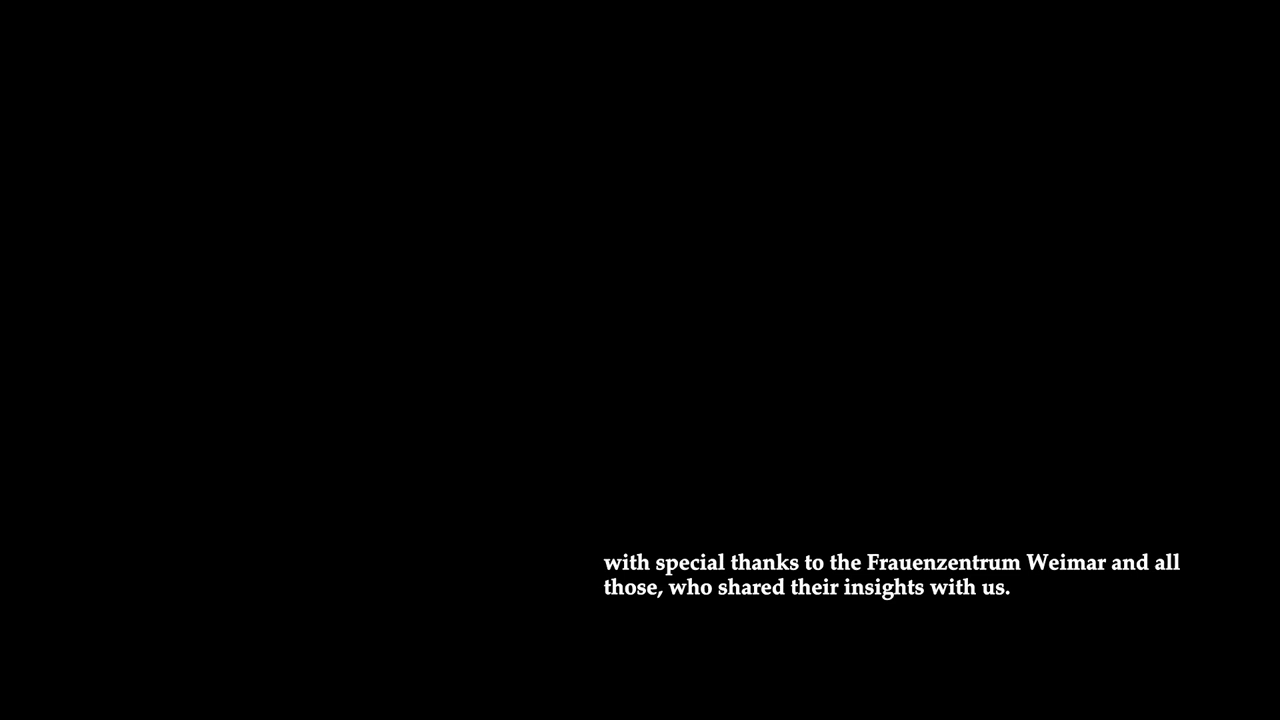 with special thanks to the Frauenzentrum Weimar and all
those, who shared their insights with us.